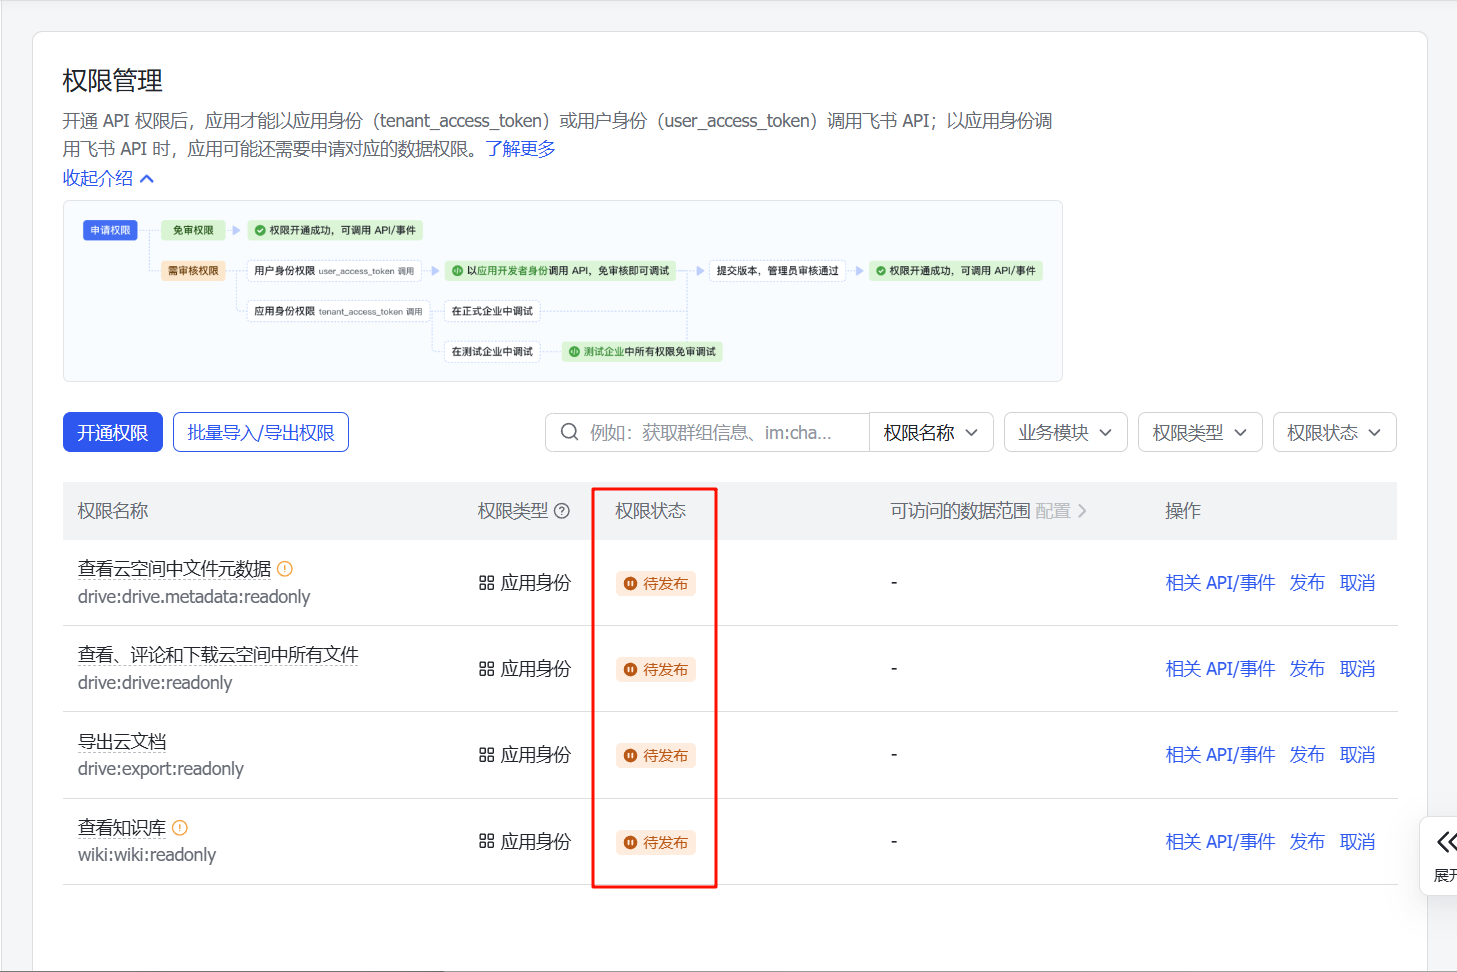 权限管理
开通 API 权限后，应用才能以应用身份（tenant_access_token）或用户身份（user_access_token）调用飞书 API；以应用身份调
用飞书 API 时，应用可能还需要申请对应的数据权限。了解更多
收起介绍
申请权限 免审权限 权限开通成功，可调用 API/事件
需审核权限 用户身份权限 user_access_token 调用 以应用开发者身份调用 API，免审核即可调试 提交版本，管理员审核通过 权限开通成功，可调用 API/事件
应用身份权限 tenant_access_token 调用 在正式企业中调试
在测试企业中调试 测试企业中所有权限免审调试
开通权限 批量导入/导出权限 例如：获取群组信息、im:cha... 权限名称 业务模块 权限类型 权限状态
权限名称 权限类型 权限状态 可访问的数据范围 配置 操作
查看云空间中文件元数据
drive:drive.metadata:readonly
应用身份 待发布 - 相关 API/事件 发布 取消
查看、评论和下载云空间中所有文件
drive:drive:readonly
应用身份 待发布 - 相关 API/事件 发布 取消
导出云文档
drive:export:readonly
应用身份 待发布 - 相关 API/事件 发布 取消
查看知识库
wiki:wiki:readonly
应用身份 待发布 - 相关 API/事件 发布 取消
展开